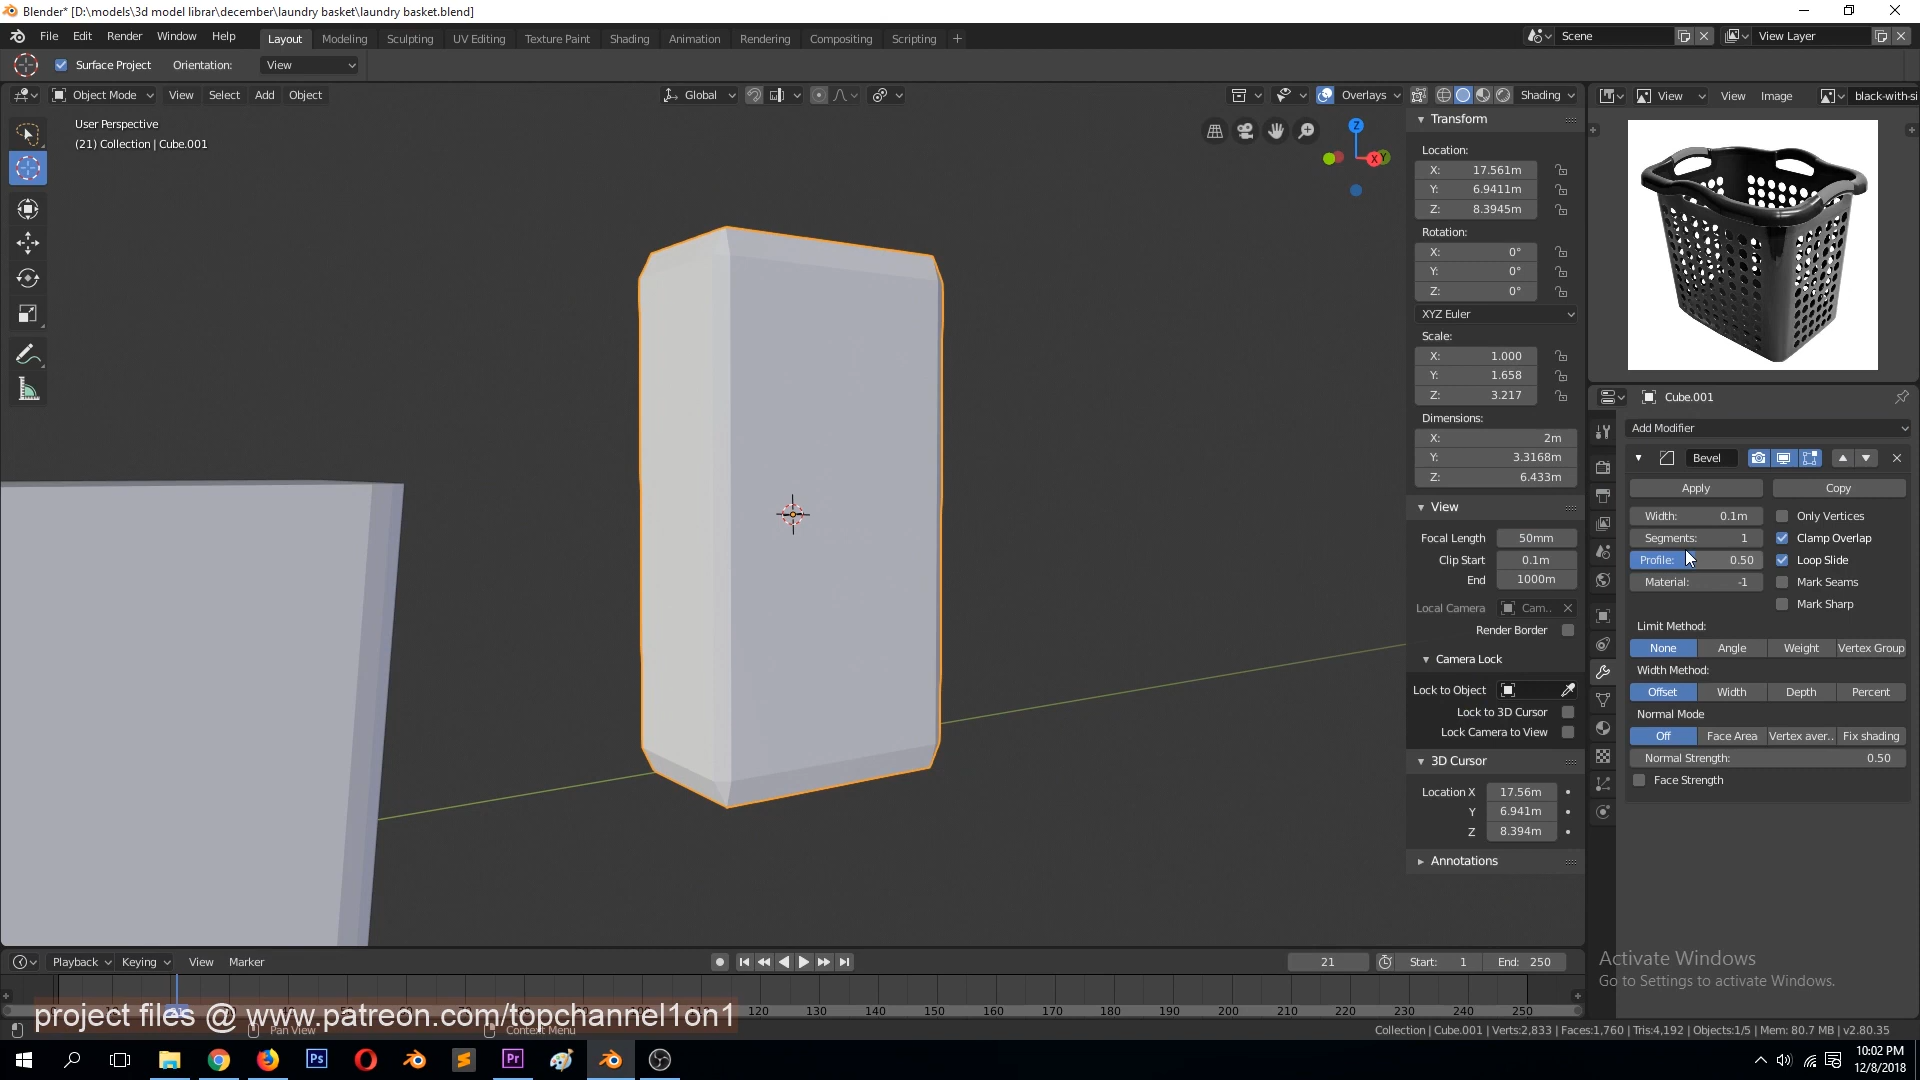 Blender* [D:\models\3d model librar\december\laundry basket\laundry basket.blend]
File Edit Render Window Help
Layout Modeling Sculpting UV Editing Texture Paint Shading Animation Rendering Compositing Scripting +
Scene
View Layer
Surface Project Orientation: View
Object Mode View Select Add Object
Global
Overlays Shading
View View Image black-with-si
User Perspective
(21) Collection | Cube.001
Z
X Y
Transform
Location:
X: 17.561m
Y: 6.9411m
Z: 8.3945m
Rotation:
X: 0°
Y: 0°
Z: 0°
XYZ Euler
Scale:
X: 1.000
Y: 1.658
Z: 3.217
Dimensions:
X: 2m
Y: 3.3168m
Z: 6.433m
View
Focal Length 50mm
Clip Start 0.1m
End 1000m
Local Camera Cam..
Render Border
Camera Lock
Lock to Object
Lock to 3D Cursor
Lock Camera to View
3D Cursor
Location X 17.56m
Y 6.941m
Z 8.394m
Annotations
Cube.001
Add Modifier
Bevel
Apply Copy
Width: 0.1m Only Vertices
Segments: 1 Clamp Overlap
Profile: 0.50 Loop Slide
Material: -1 Mark Seams
Mark Sharp
Limit Method:
None Angle Weight Vertex Group
Width Method:
Offset Width Depth Percent
Normal Mode
Off Face Area Vertex aver.. Fix shading
Normal Strength: 0.50
Face Strength
Activate Windows
Go to Settings to activate Windows.
Playback Keying View Marker
21 Start: 1 End: 250
120 130 140 150 160 170 180 190 200 210 220 230 240 250
project files @ www.patreon.com/topchannel1on1
Pan View Context Menu
Collection | Cube.001 | Verts:2,833 | Faces:1,760 | Tris:4,192 | Objects:1/5 | Mem: 80.7 MB | v2.80.35
Ps
Pr
10:02 PM
12/8/2018